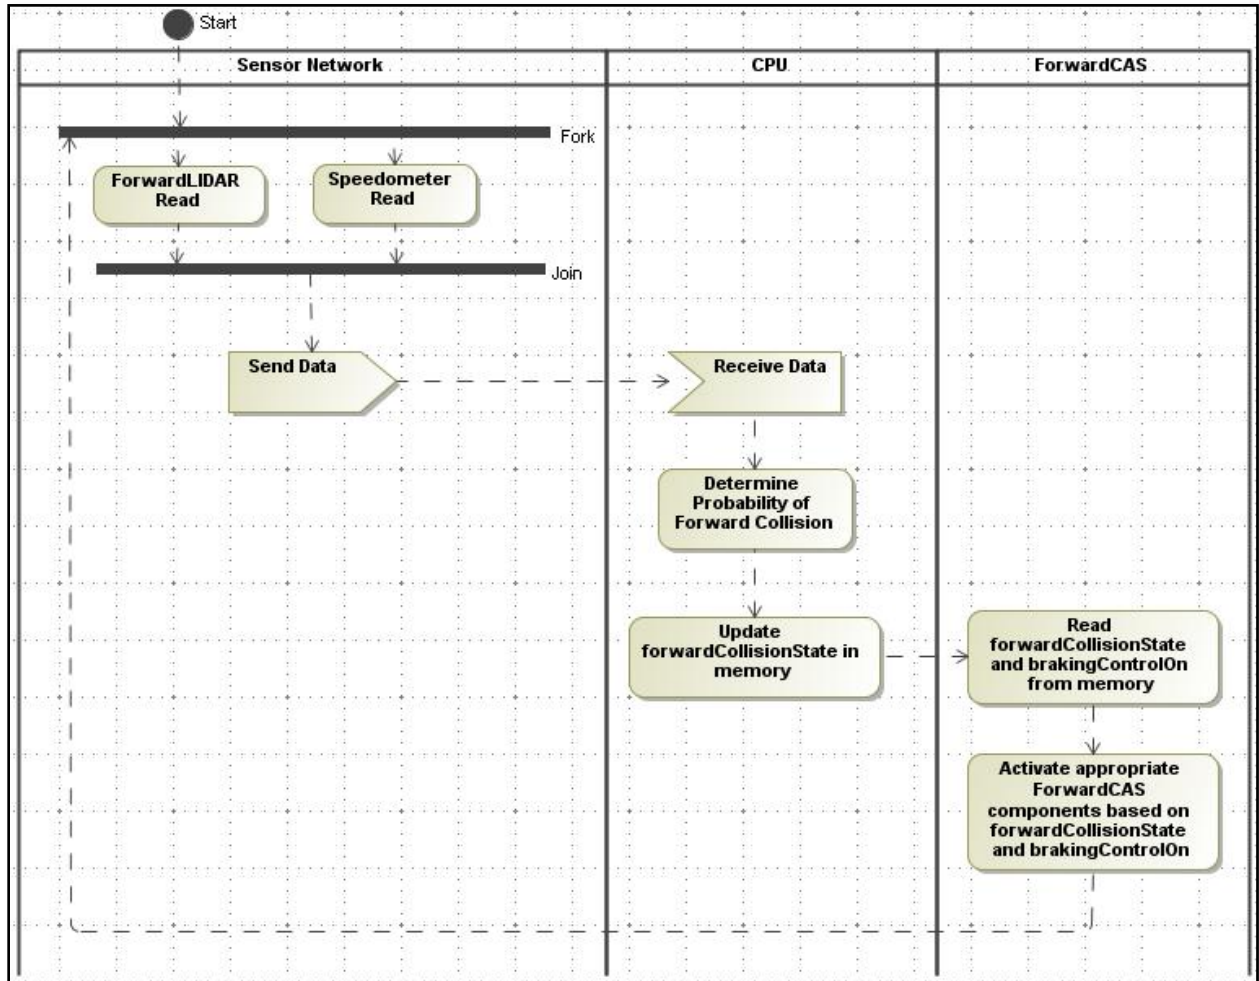 Start
Sensor Network
CPU
ForwardCAS
Fork
ForwardLIDAR
Read
Speedometer
Read
Join
Send Data
Receive Data
Determine
Probability of
Forward Collision
Update
forwardCollisionState in
memory
Read
forwardCollisionState
and brakingControlOn
from memory
Activate appropriate
ForwardCAS
components based on
forwardCollisionState
and brakingControlOn